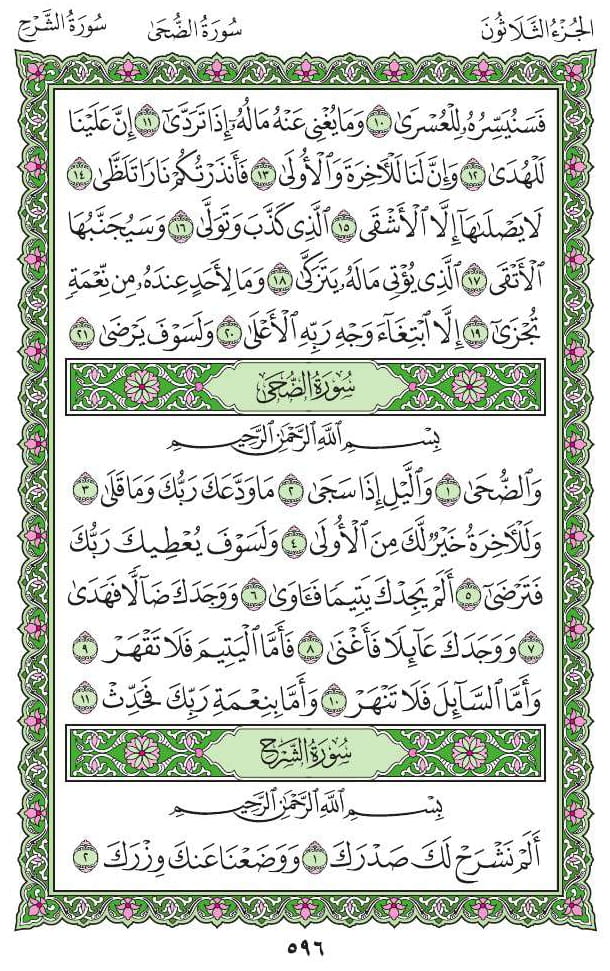 الجُزْءُ الثَّلَاثُونَ سُورَةُ الضُّحَىٰ سُورَةُ الشَّرْحِ
فَسَنُيَسِّرُهُۥ لِلْعُسْرَىٰ ١٠ وَمَا يُغْنِى عَنْهُ مَالُهُۥٓ إِذَا تَرَدَّىٰٓ ١١ إِنَّ عَلَيْنَا
لَلْهُدَىٰ ١٢ وَإِنَّ لَنَا لَلْءَاخِرَةَ وَٱلْأُولَىٰ ١٣ فَأَنذَرْتُكُمْ نَارًا تَلَظَّىٰ ١٤
لَا يَصْلَىٰهَآ إِلَّا ٱلْأَشْقَى ١٥ ٱلَّذِى كَذَّبَ وَتَوَلَّىٰ ١٦ وَسَيُجَنَّبُهَا
ٱلْأَتْقَى ١٧ ٱلَّذِى يُؤْتِى مَالَهُۥ يَتَزَكَّىٰ ١٨ وَمَا لِأَحَدٍ عِندَهُۥ مِن نِّعْمَةٍ
تُجْزَىٰٓ ١٩ إِلَّا ٱبْتِغَآءَ وَجْهِ رَبِّهِ ٱلْأَعْلَىٰ ٢٠ وَلَسَوْفَ يَرْضَىٰ ٢١
سُورَةُ الضُّحَىٰ
بِسْمِ ٱللَّهِ ٱلرَّحْمَٰنِ ٱلرَّحِيمِ
وَٱلضُّحَىٰ ١ وَٱلَّيْلِ إِذَا سَجَىٰ ٢ مَا وَدَّعَكَ رَبُّكَ وَمَا قَلَىٰ ٣
وَلَلْءَاخِرَةُ خَيْرٌ لَّكَ مِنَ ٱلْأُولَىٰ ٤ وَلَسَوْفَ يُعْطِيكَ رَبُّكَ
فَتَرْضَىٰٓ ٥ أَلَمْ يَجِدْكَ يَتِيمًا فَـَٔاوَىٰ ٦ وَوَجَدَكَ ضَآلًّا فَهَدَىٰ
٧ وَوَجَدَكَ عَآئِلًا فَأَغْنَىٰ ٨ فَأَمَّا ٱلْيَتِيمَ فَلَا تَقْهَرْ ٩
وَأَمَّا ٱلسَّآئِلَ فَلَا تَنْهَرْ ١٠ وَأَمَّا بِنِعْمَةِ رَبِّكَ فَحَدِّثْ ١١
سُورَةُ الشَّرْحِ
بِسْمِ ٱللَّهِ ٱلرَّحْمَٰنِ ٱلرَّحِيمِ
أَلَمْ نَشْرَحْ لَكَ صَدْرَكَ ١ وَوَضَعْنَا عَنكَ وِزْرَكَ ٢
٥٩٦